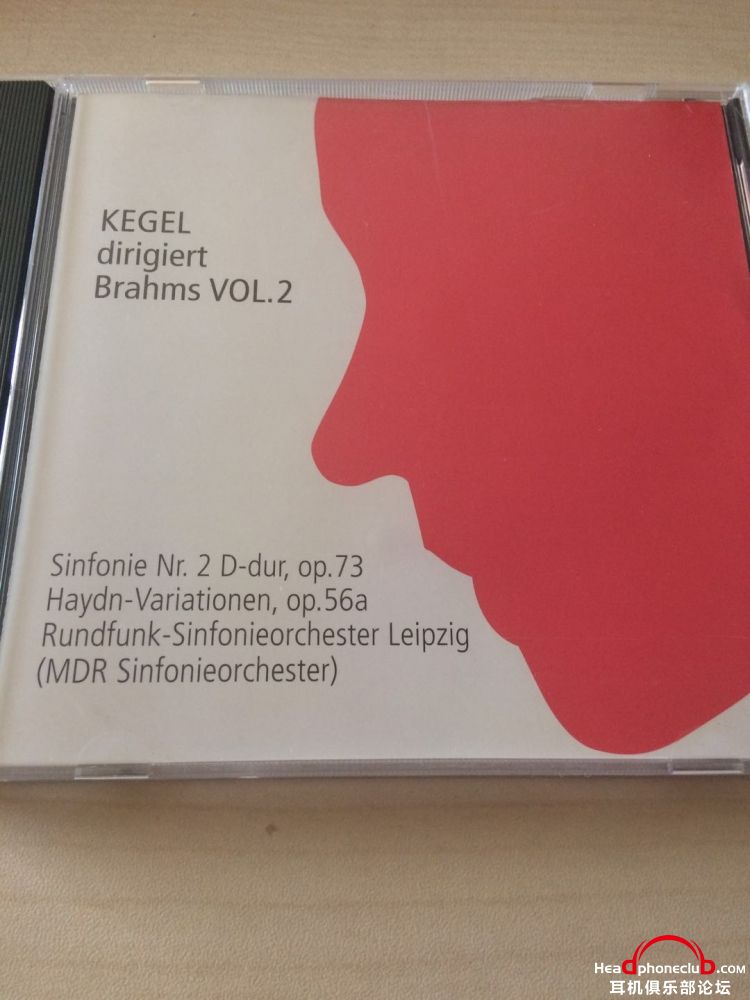 KEGEL
dirigiert
Brahms VOL.2
Sinfonie Nr. 2 D-dur, op.73
Haydn-Variationen, op.56a
Rundfunk-Sinfonieorchester Leipzig
(MDR Sinfonieorchester)
HeaDphonecluD.com
耳机俱乐部论坛